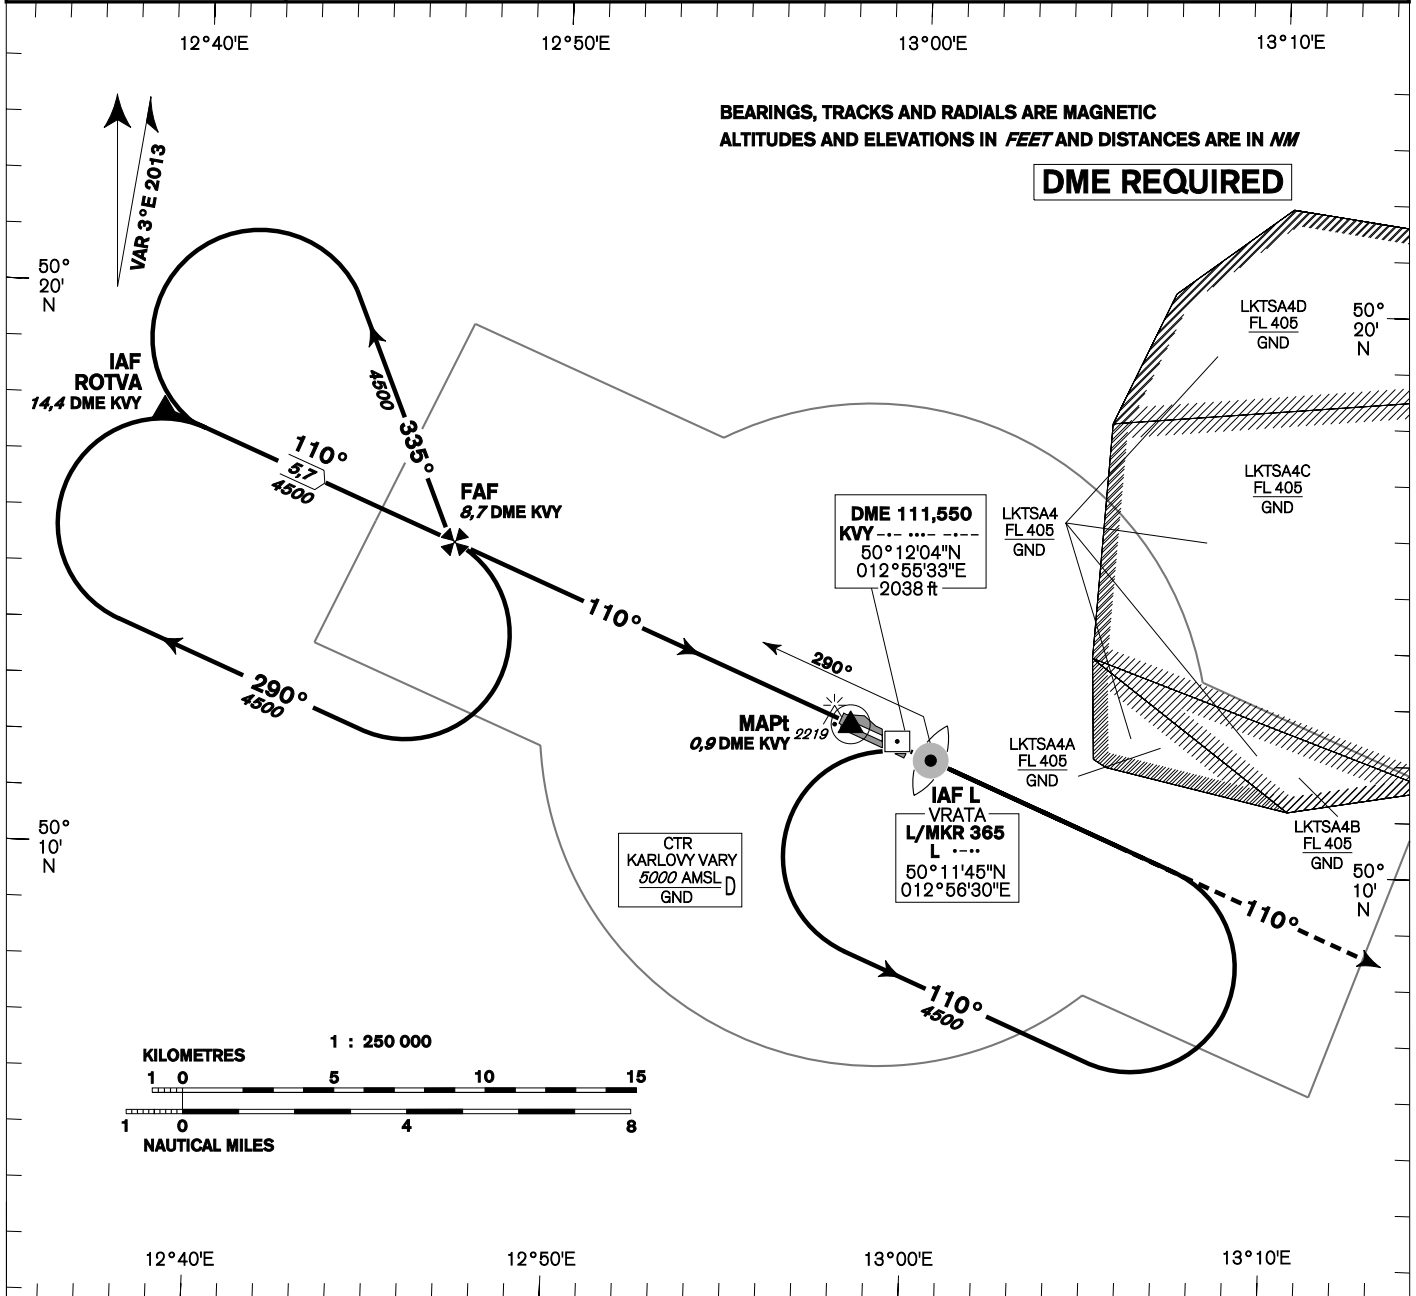 12°40'E
12°50'E
13°00'E
13°10'E
BEARINGS, TRACKS AND RADIALS ARE MAGNETIC
ALTITUDES AND ELEVATIONS IN FEET AND DISTANCES ARE IN NM
DME REQUIRED
VAR 3°E 2013
50°
20'
N
LKTSA4D
FL 405
GND
50°
20'
N
IAF
ROTVA
14,4 DME KVY
4500
335°
110°
5,7
4500
FAF
8,7 DME KVY
LKTSA4C
FL 405
GND
DME 111,550
KVY
50°12'04"N
012°55'33"E
2038 ft
LKTSA4
FL 405
GND
110°
290°
290°
4500
MAPt
0,9 DME KVY
2219
LKTSA4A
FL 405
GND
IAF L
VRATA
L/MKR 365
L
50°11'45"N
012°56'30"E
LKTSA4B
FL 405
GND
50°
10'
N
CTR
KARLOVY VARY
5000 AMSL
GND
D
50°
10'
N
110°
110°
4500
1 : 250 000
KILOMETRES
1 0 5 10 15
1 0 4 8
NAUTICAL MILES
12°40'E
12°50'E
13°00'E
13°10'E